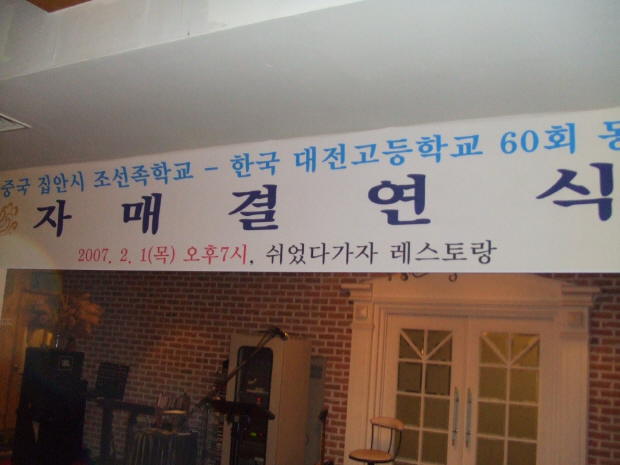 중국 집안시 조선족학교 - 한국 대전고등학교 60회
자매결연식
2007. 2. 1(목) 오후7시, 쉬었다가자 레스토랑